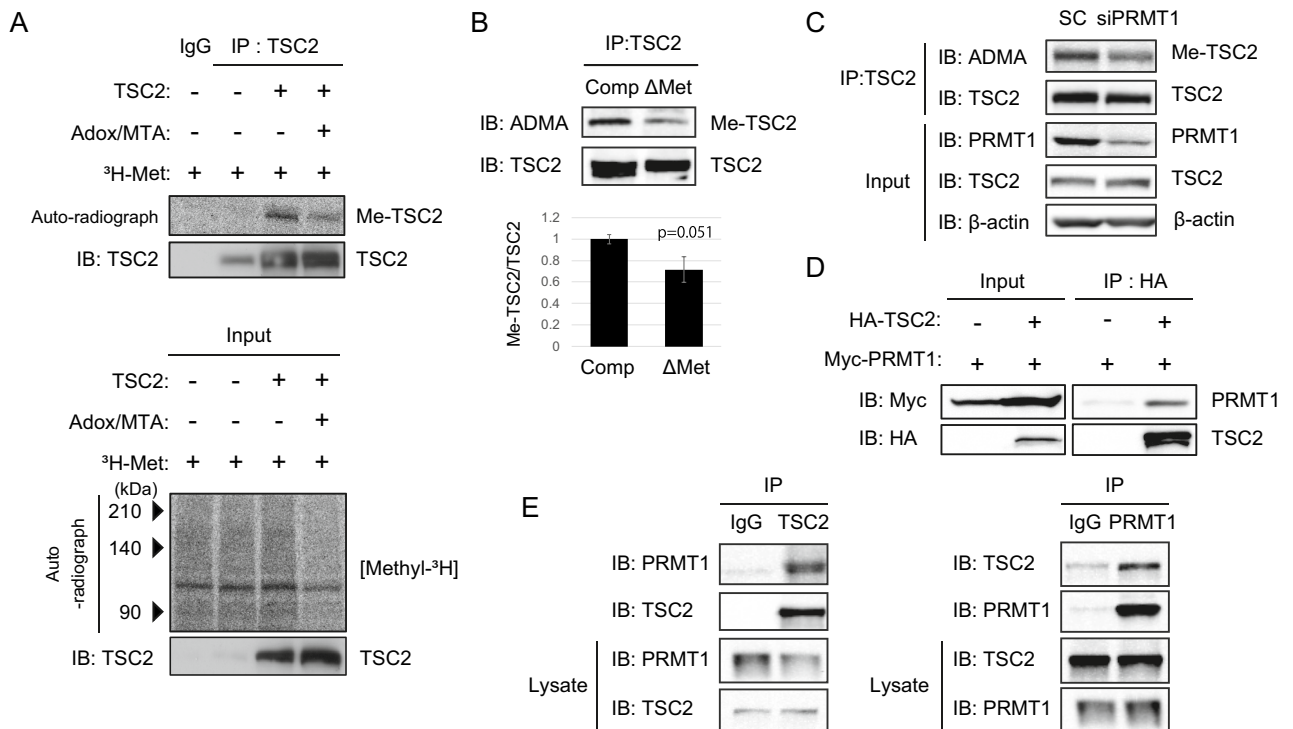 A
IgG IP : TSC2
TSC2: - - + +
Adox/MTA: - - - +
³H-Met: + + + +
Auto-radiograph Me-TSC2
IB: TSC2 TSC2
Input
TSC2: - - + +
Adox/MTA: - - - +
³H-Met: + + + +
(kDa)
210
140
90
Auto
-radiograph
[Methyl-³H]
IB: TSC2 TSC2
B
IP:TSC2
Comp ΔMet
IB: ADMA Me-TSC2
IB: TSC2 TSC2
Me-TSC2/TSC2
1.2
1
0.8
0.6
0.4
0.2
0
p=0.051
Comp ΔMet
C
SC siPRMT1
IP:TSC2
IB: ADMA Me-TSC2
IB: TSC2 TSC2
Input
IB: PRMT1 PRMT1
IB: TSC2 TSC2
IB: β-actin β-actin
D
Input IP : HA
HA-TSC2: - + - +
Myc-PRMT1: + + + +
IB: Myc PRMT1
IB: HA TSC2
E
IP
IgG TSC2
IB: PRMT1
IB: TSC2
Lysate
IB: PRMT1
IB: TSC2
IP
IgG PRMT1
IB: TSC2
IB: PRMT1
Lysate
IB: TSC2
IB: PRMT1